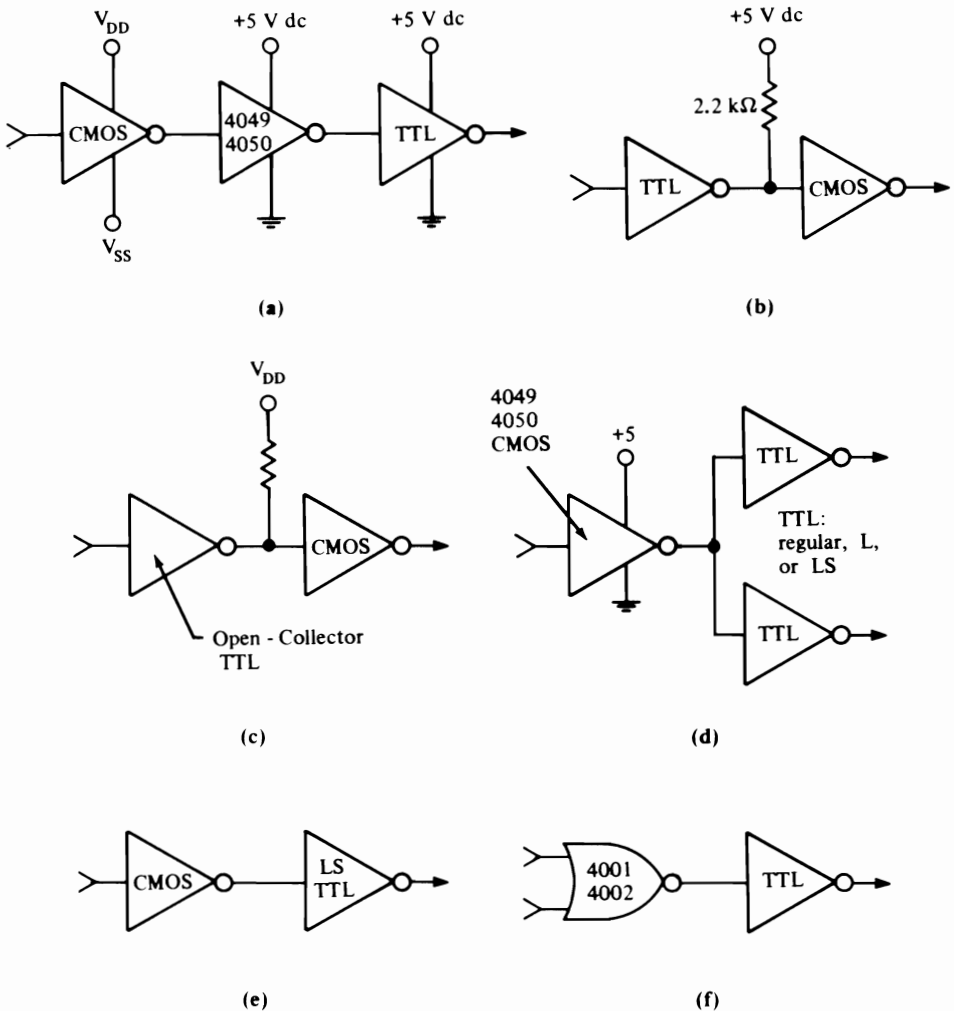 V_DD
+5 V dc
+5 V dc
CMOS
4049
4050
TTL
V_SS
(a)
+5 V dc
2.2 kΩ
TTL
CMOS
(b)
V_DD
CMOS
Open - Collector
TTL
(c)
4049
4050
CMOS
+5
TTL
TTL:
regular, L,
or LS
TTL
(d)
CMOS
LS
TTL
(e)
4001
4002
TTL
(f)